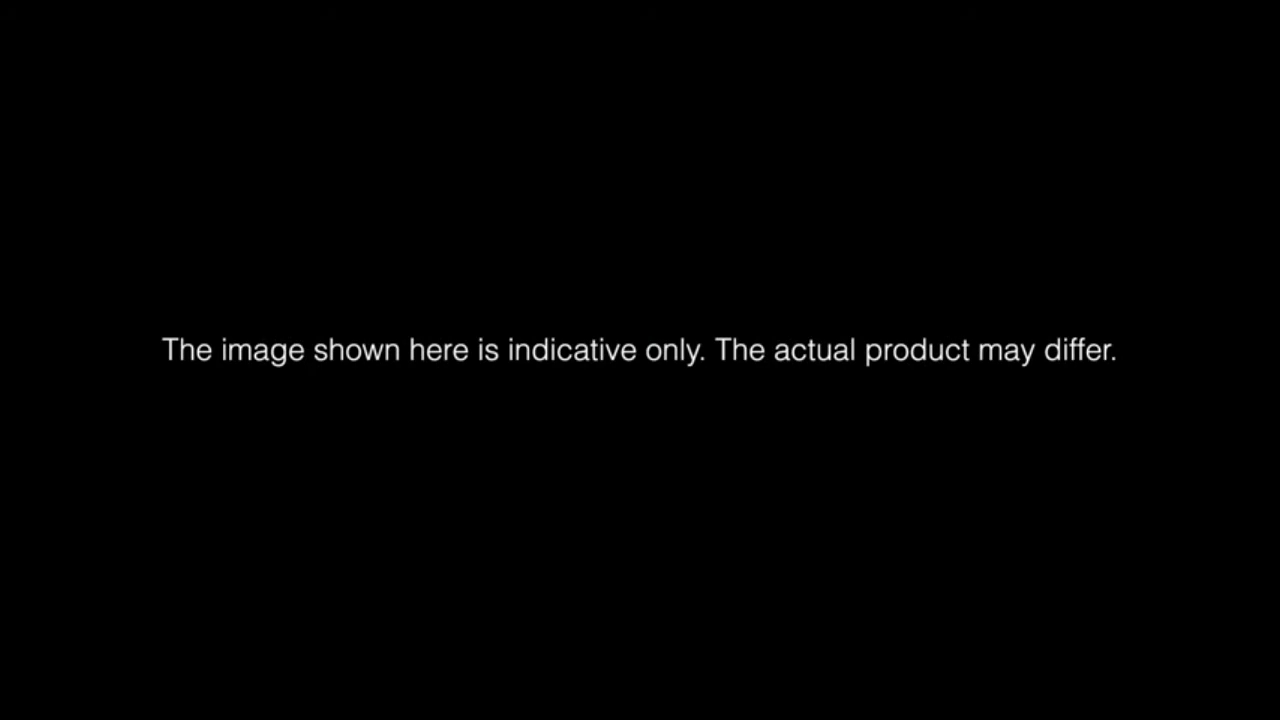 The image shown here is indicative only. The actual product may differ.